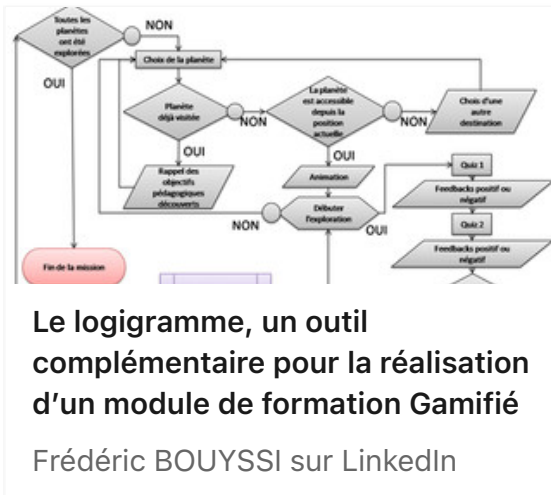 Toutes les
planètes
ont été
explorées
NON
OUI
Choix de la planète
Planète
déjà visitée
NON
La planète
est accessible
depuis la
position
actuelle
NON
Chois d'une
autre
destination
OUI
OUI
Rappel des
objectifs
pédagogiques
découverts
Animation
Débuter
l'exploration
NON
OUI
Quiz 1
Feedbacks positif ou
négatif
Quiz 2
Feedbacks positif ou
négatif
Fin de la mission
Le logigramme, un outil
complémentaire pour la réalisation
d'un module de formation Gamifié
Frédéric BOUYSSI sur LinkedIn